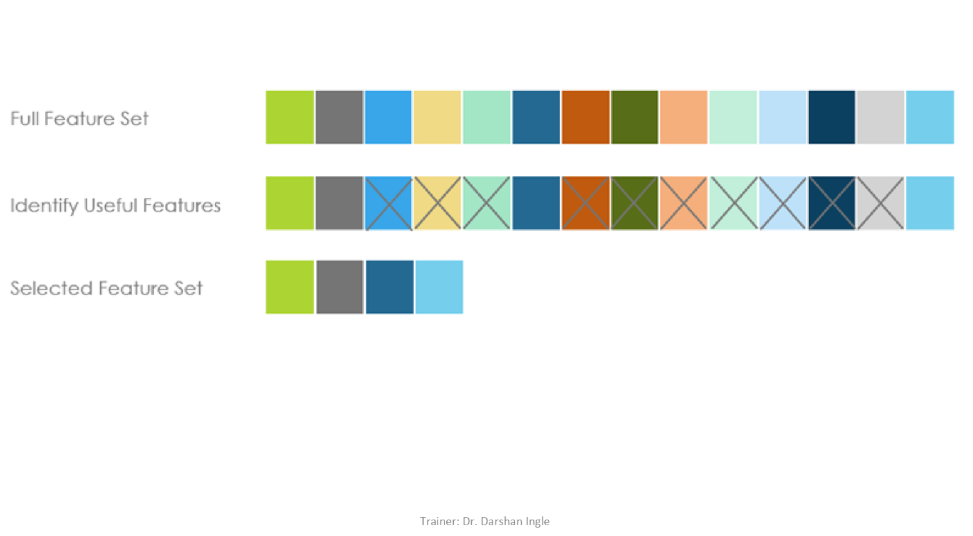 Full Feature Set
Identify Useful Features
Selected Feature Set
Trainer: Dr. Darshan Ingle